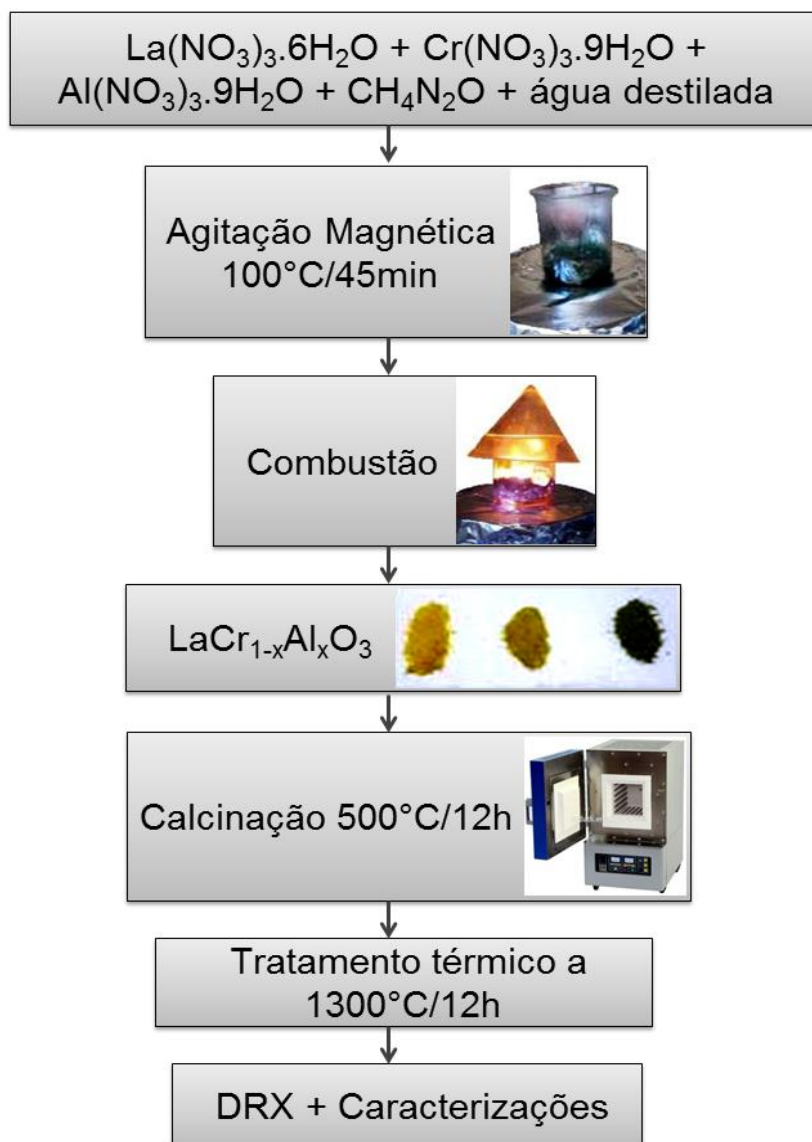 La(NO₃)₃.6H₂O + Cr(NO₃)₃.9H₂O +
Al(NO₃)₃.9H₂O + CH₄N₂O + água destilada
Agitação Magnética
100°C/45min
Combustão
LaCr₁₋ₓAlₓO₃
Calcinação 500°C/12h
Tratamento térmico a
1300°C/12h
DRX + Caracterizações